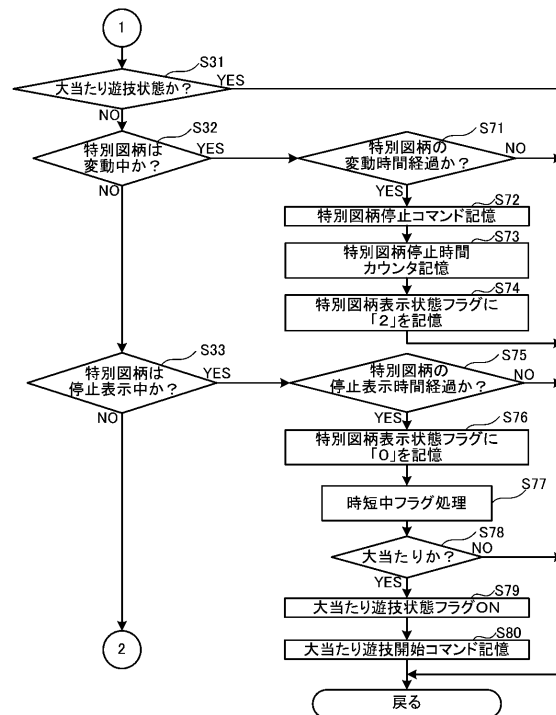 1
S31
大当たり遊技状態か？
YES
NO
S32
特別図柄は
変動中か？
YES
NO
S71
特別図柄の
変動時間経過か？
NO
YES
S72
特別図柄停止コマンド記憶
S73
特別図柄停止時間
カウンタ記憶
S74
特別図柄表示状態フラグに
「2」を記憶
S33
特別図柄は
停止表示中か？
YES
NO
S75
特別図柄の
停止表示時間経過か？
NO
YES
S76
特別図柄表示状態フラグに
「0」を記憶
S77
時短中フラグ処理
S78
大当たりか？
NO
YES
S79
大当たり遊技状態フラグON
S80
大当たり遊技開始コマンド記憶
2
戻る